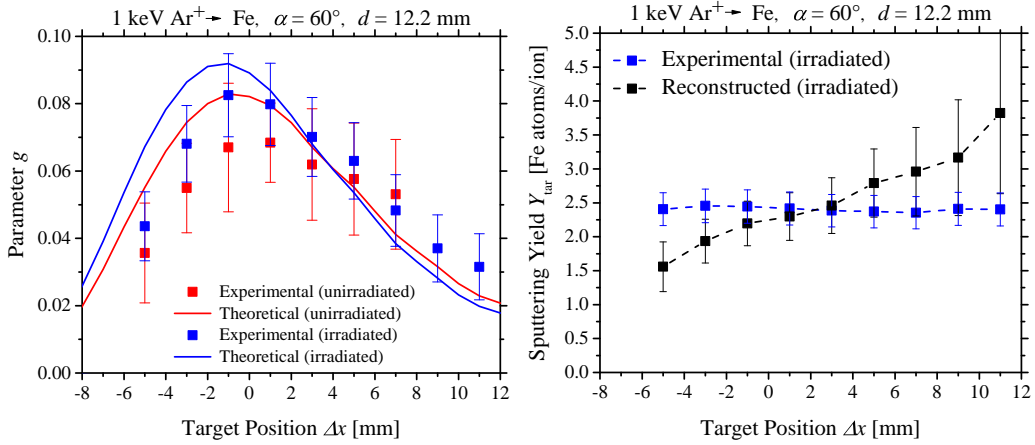 1 keV Ar⁺→ Fe, α = 60°, d = 12.2 mm
0.10
0.08
0.06
0.04
0.02
0.00
Parameter g
Experimental (unirradiated)
Theoretical (unirradiated)
Experimental (irradiated)
Theoretical (irradiated)
-8 -6 -4 -2 0 2 4 6 8 10 12
Target Position Δx [mm]
1 keV Ar⁺→ Fe, α = 60°, d = 12.2 mm
5.0
4.5
4.0
3.5
3.0
2.5
2.0
1.5
1.0
0.5
0.0
Sputtering Yield Y_tar [Fe atoms/ion]
Experimental (irradiated)
Reconstructed (irradiated)
-8 -6 -4 -2 0 2 4 6 8 10 12
Target Position Δx [mm]